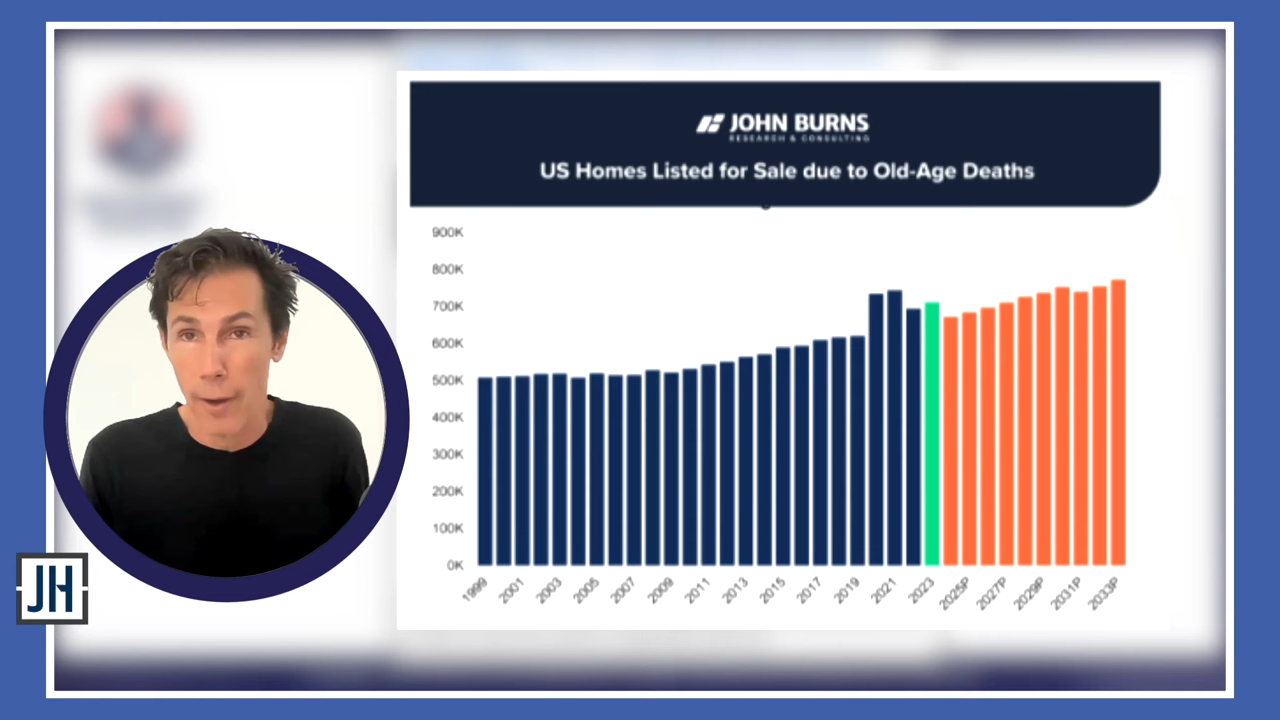 JOHN BURNS
RESEARCH & CONSULTING
US Homes Listed for Sale due to Old-Age Deaths
900K
800K
700K
600K
500K
400K
300K
200K
100K
0K
1999
2001
2003
2005
2007
2009
2011
2013
2015
2017
2019
2021
2023
2025P
2027P
2029P
2031P
2033P
JH